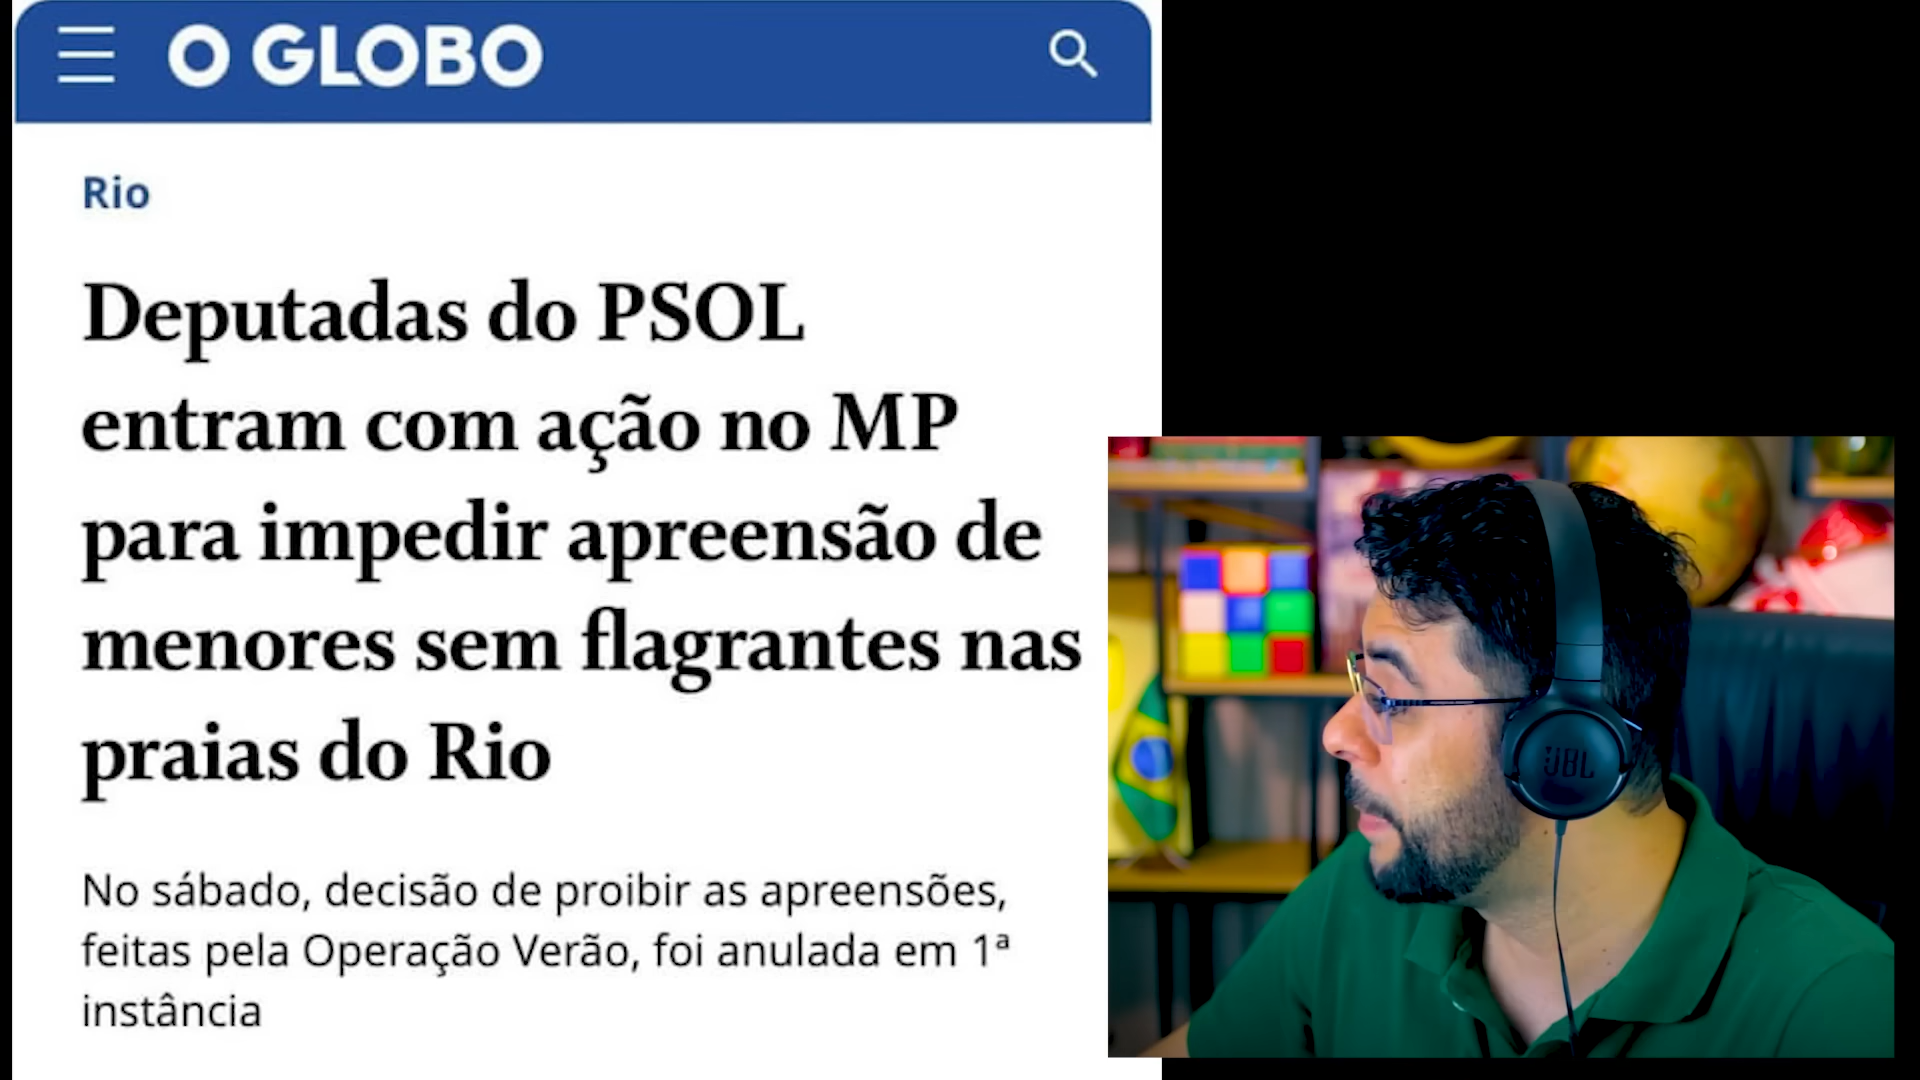 O GLOBO
Rio
Deputadas do PSOL
entram com ação no MP
para impedir apreensão de
menores sem flagrantes nas
praias do Rio
No sábado, decisão de proibir as apreensões,
feitas pela Operação Verão, foi anulada em 1ª
instância
JBL